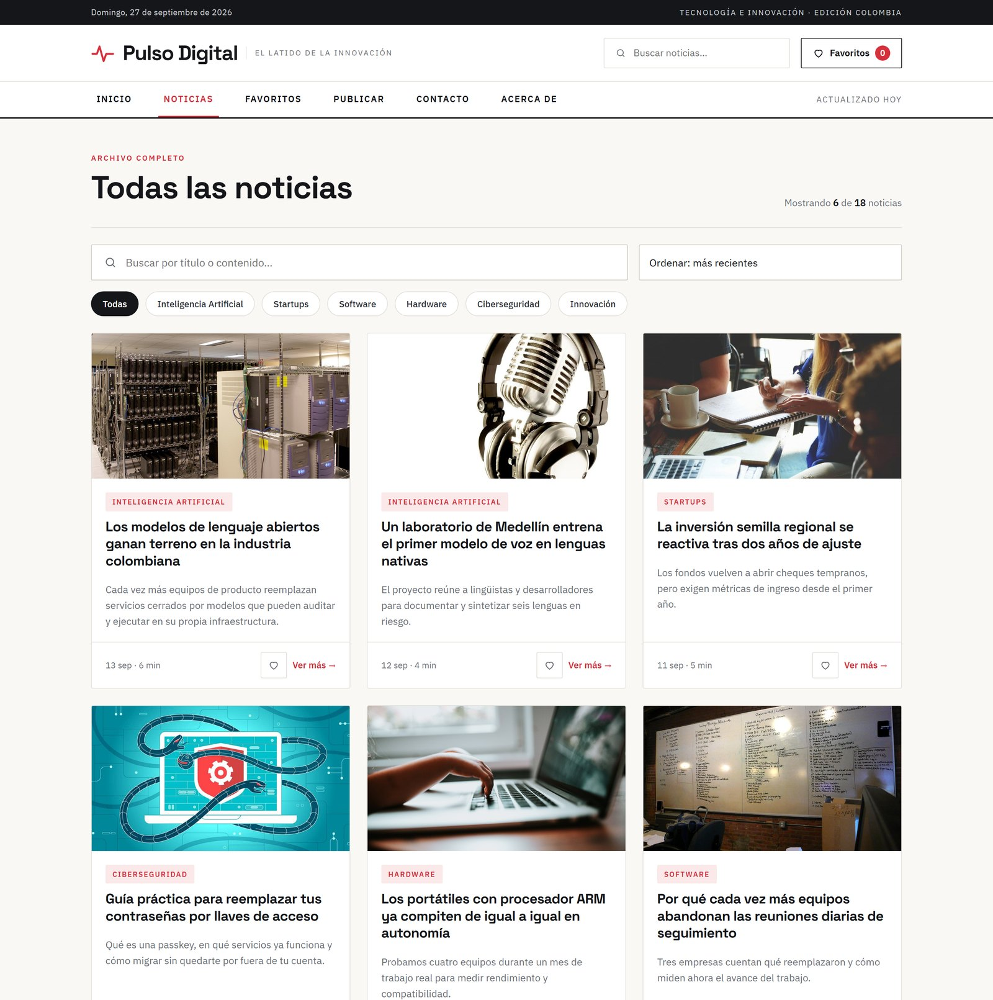 Domingo, 27 de septiembre de 2026
TECNOLOGÍA E INNOVACIÓN · EDICIÓN COLOMBIA
Pulso Digital
EL LATIDO DE LA INNOVACIÓN
Buscar noticias...
Favoritos 0
INICIO
NOTICIAS
FAVORITOS
PUBLICAR
CONTACTO
ACERCA DE
ACTUALIZADO HOY
ARCHIVO COMPLETO
Todas las noticias
Mostrando 6 de 18 noticias
Buscar por título o contenido...
Ordenar: más recientes
Todas
Inteligencia Artificial
Startups
Software
Hardware
Ciberseguridad
Innovación
INTELIGENCIA ARTIFICIAL
Los modelos de lenguaje abiertos
ganan terreno en la industria
colombiana
Cada vez más equipos de producto reemplazan
servicios cerrados por modelos que pueden auditar
y ejecutar en su propia infraestructura.
13 sep · 6 min
Ver más →
INTELIGENCIA ARTIFICIAL
Un laboratorio de Medellín entrena
el primer modelo de voz en lenguas
nativas
El proyecto reúne a lingüistas y desarrolladores
para documentar y sintetizar seis lenguas en
riesgo.
12 sep · 4 min
Ver más →
STARTUPS
La inversión semilla regional se
reactiva tras dos años de ajuste
Los fondos vuelven a abrir cheques tempranos,
pero exigen métricas de ingreso desde el primer
año.
11 sep · 5 min
Ver más →
CIBERSEGURIDAD
Guía práctica para reemplazar tus
contraseñas por llaves de acceso
Qué es una passkey, en qué servicios ya funciona y
cómo migrar sin quedarte por fuera de tu cuenta.
HARDWARE
Los portátiles con procesador ARM
ya compiten de igual a igual en
autonomía
Probamos cuatro equipos durante un mes de
trabajo real para medir rendimiento y
compatibilidad.
SOFTWARE
Por qué cada vez más equipos
abandonan las reuniones diarias de
seguimiento
Tres empresas cuentan qué reemplazaron y cómo
miden ahora el avance del trabajo.